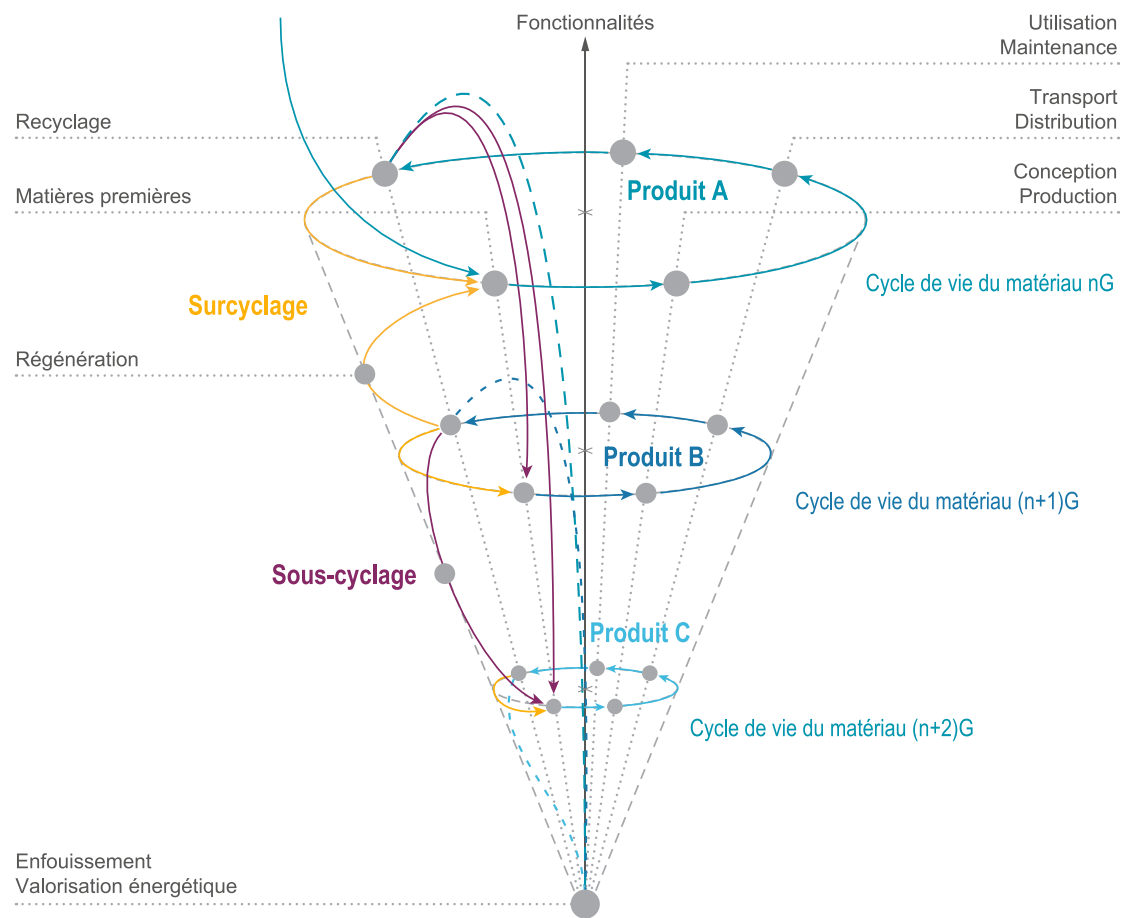 Fonctionnalités
Utilisation
Maintenance
Transport
Distribution
Recyclage
Conception
Production
Matières premières
Produit A
Cycle de vie du matériau nG
Surcyclage
Régénération
Produit B
Cycle de vie du matériau (n+1)G
Sous-cyclage
Produit C
Cycle de vie du matériau (n+2)G
Enfouissement
Valorisation énergétique